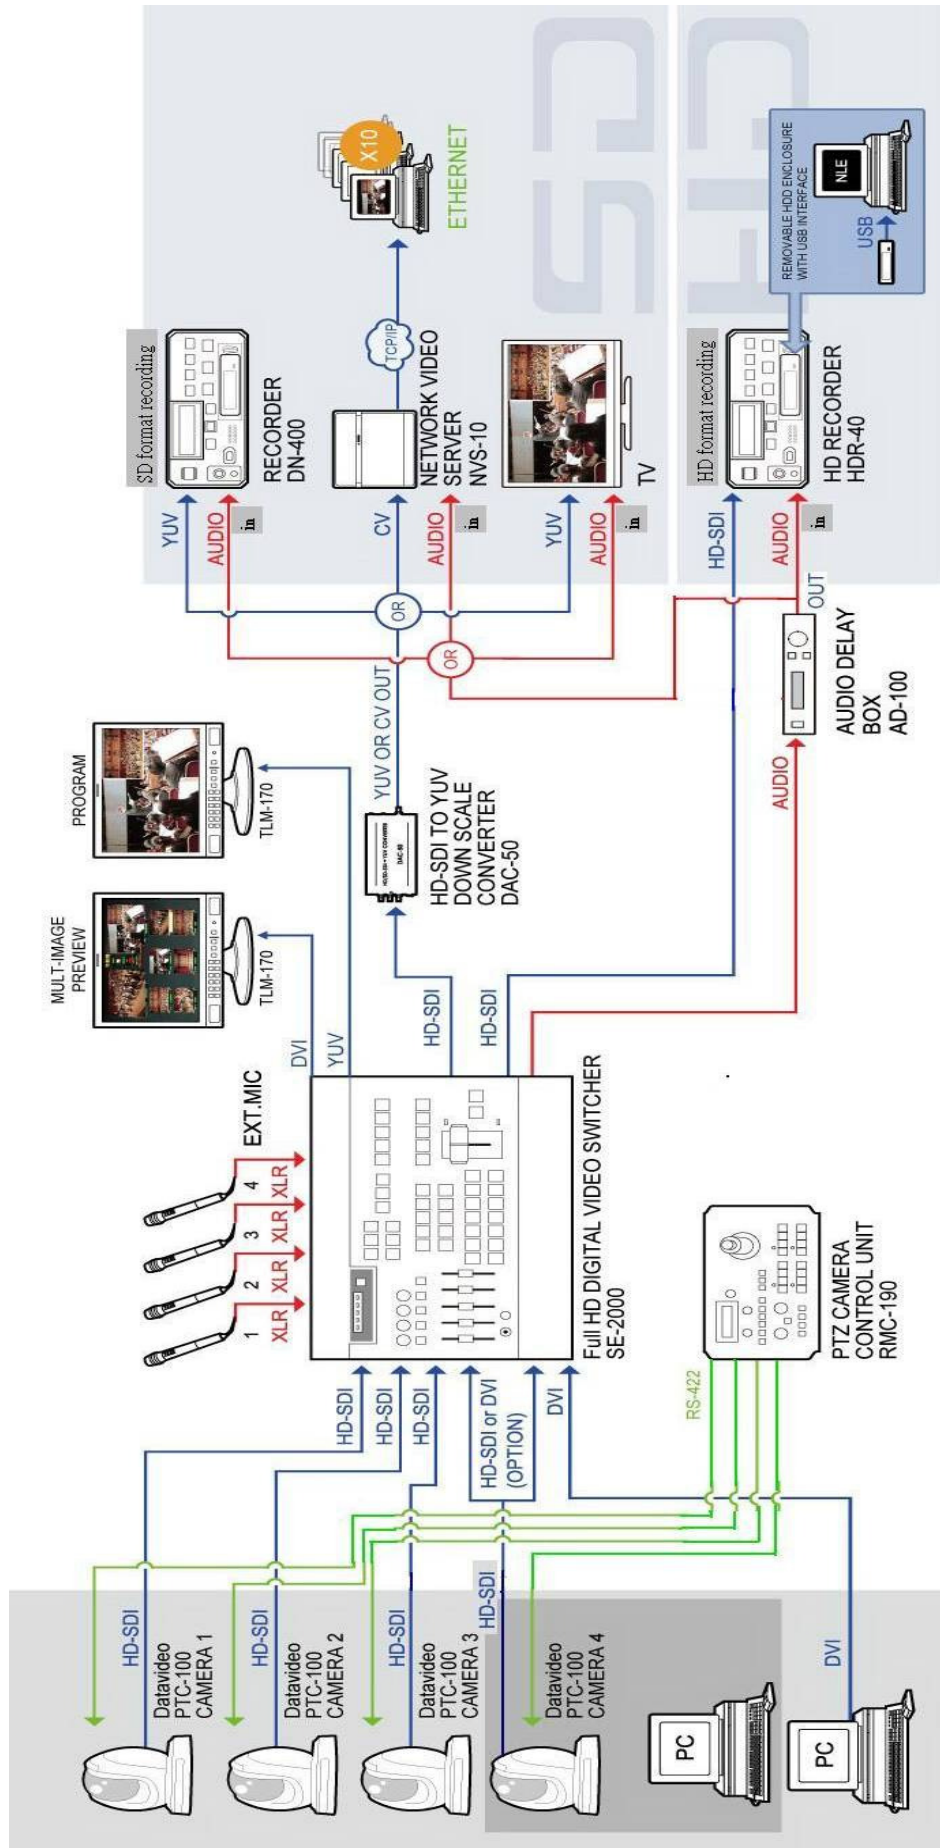 Datavideo
PTC-100
CAMERA 1
HD-SDI
Datavideo
PTC-100
CAMERA 2
HD-SDI
Datavideo
PTC-100
CAMERA 3
HD-SDI
Datavideo
PTC-100
CAMERA 4
HD-SDI
PC
PC
DVI
HD-SDI
HD-SDI
HD-SDI
HD-SDI or DVI
(OPTION)
DVI
RS-422
PTZ CAMERA
CONTROL UNIT
RMC-190
1
2
3
4
EXT.MIC
XLR
XLR
XLR
XLR
Full HD DIGITAL VIDEO SWITCHER
SE-2000
DVI
YUV
HD-SDI
HD-SDI
MULT-IMAGE
PREVIEW
TLM-170
PROGRAM
TLM-170
DAC-50
HD-SDI TO YUV
DOWN SCALE
CONVERTER
DAC-50
YUV OR CV OUT
OR
OR
AUDIO
AUDIO DELAY
BOX
AD-100
OUT
SD format recording
YUV
AUDIO
in
RECORDER
DN-400
CV
AUDIO
in
NETWORK VIDEO
SERVER
NVS-10
TCP/IP
X10
ETHERNET
YUV
AUDIO
in
TV
SD
HD format recording
HD-SDI
AUDIO
in
HD RECORDER
HDR-40
HD
REMOVABLE HDD ENCLOSURE
WITH USB INTERFACE
USB
NLE